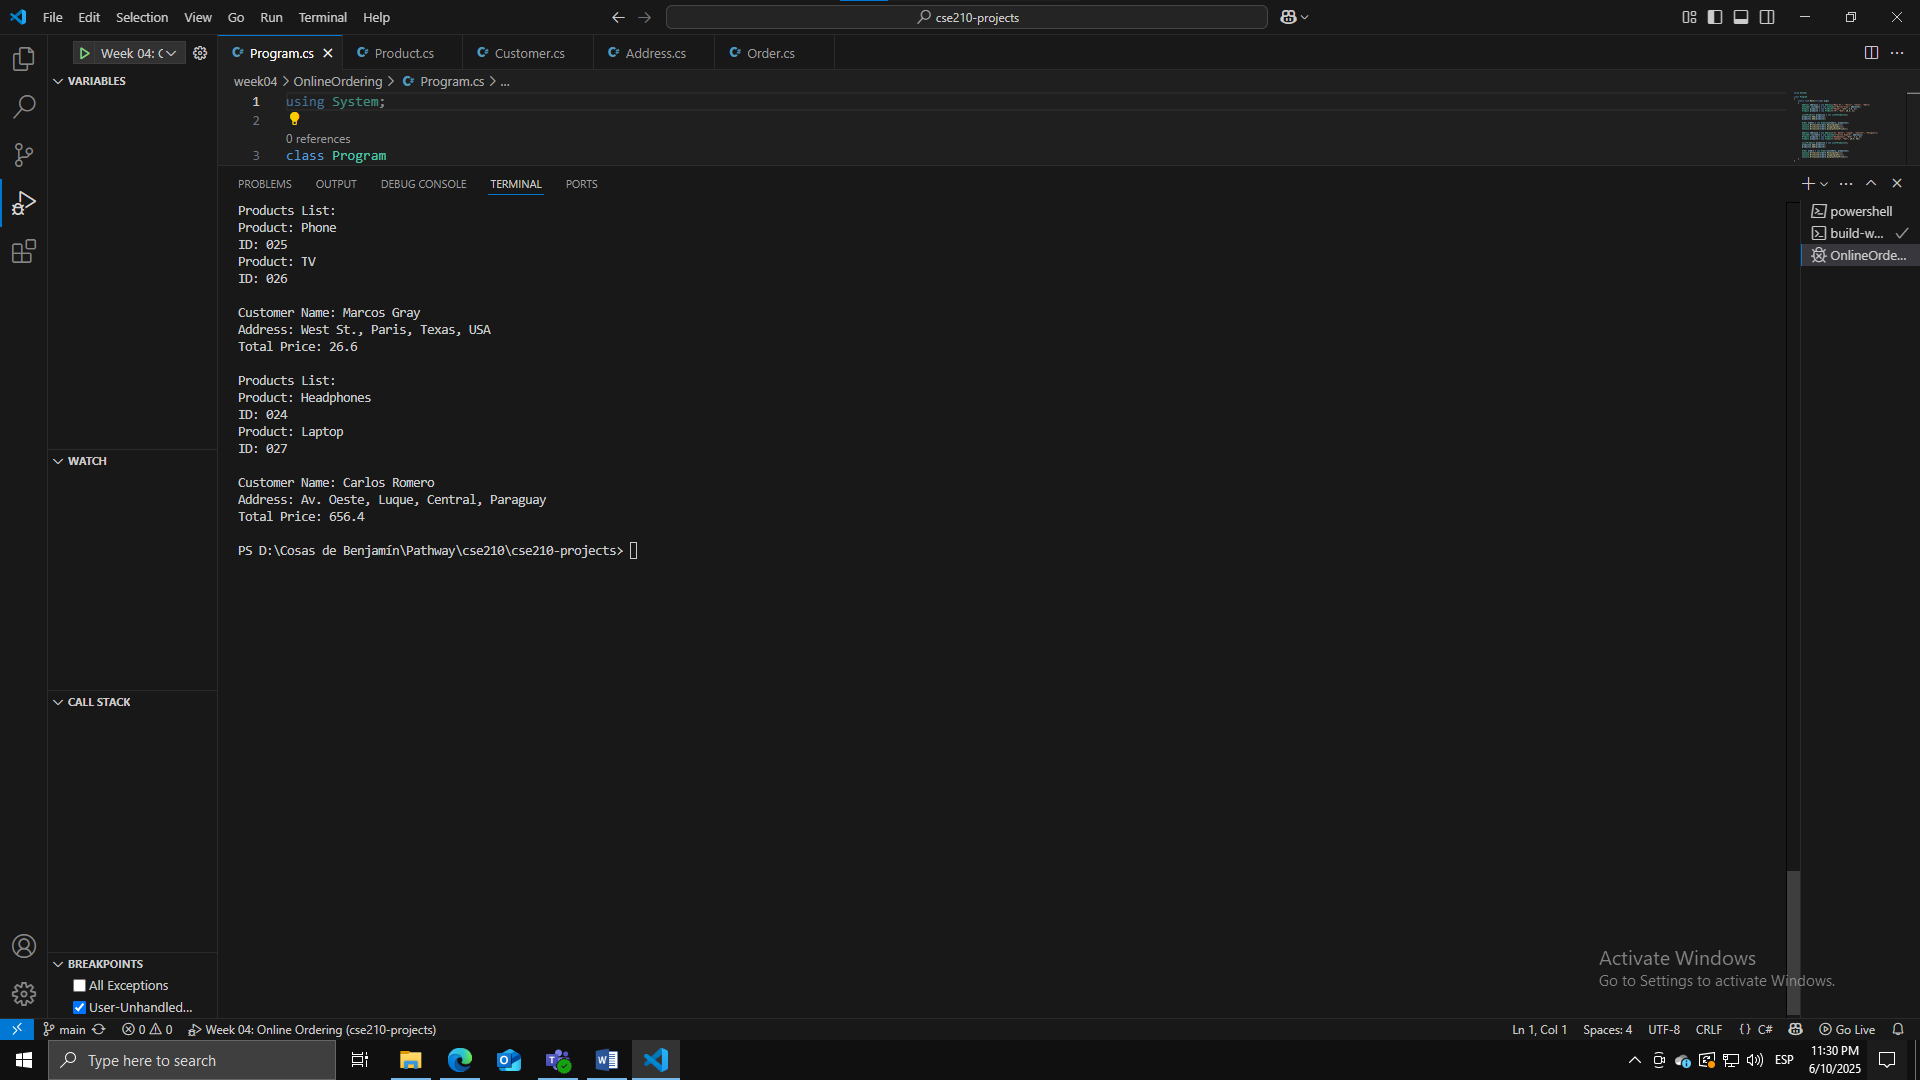 File Edit Selection View Go Run Terminal Help
cse210-projects
Week 04: C
Program.cs
Product.cs
Customer.cs
Address.cs
Order.cs
VARIABLES
week04 > OnlineOrdering > Program.cs > ...
1 using System;
2
0 references
3 class Program
PROBLEMS OUTPUT DEBUG CONSOLE TERMINAL PORTS
powershell
build-w...
OnlineOrde...
Products List:
Product: Phone
ID: 025
Product: TV
ID: 026
Customer Name: Marcos Gray
Address: West St., Paris, Texas, USA
Total Price: 26.6
Products List:
Product: Headphones
ID: 024
Product: Laptop
ID: 027
Customer Name: Carlos Romero
Address: Av. Oeste, Luque, Central, Paraguay
Total Price: 656.4
PS D:\Cosas de Benjamín\Pathway\cse210\cse210-projects>
WATCH
CALL STACK
BREAKPOINTS
All Exceptions
User-Unhandled...
Activate Windows
Go to Settings to activate Windows.
main 0 0 Week 04: Online Ordering (cse210-projects)
Ln 1, Col 1 Spaces: 4 UTF-8 CRLF {} C# Go Live
Type here to search
ESP
11:30 PM
6/10/2025